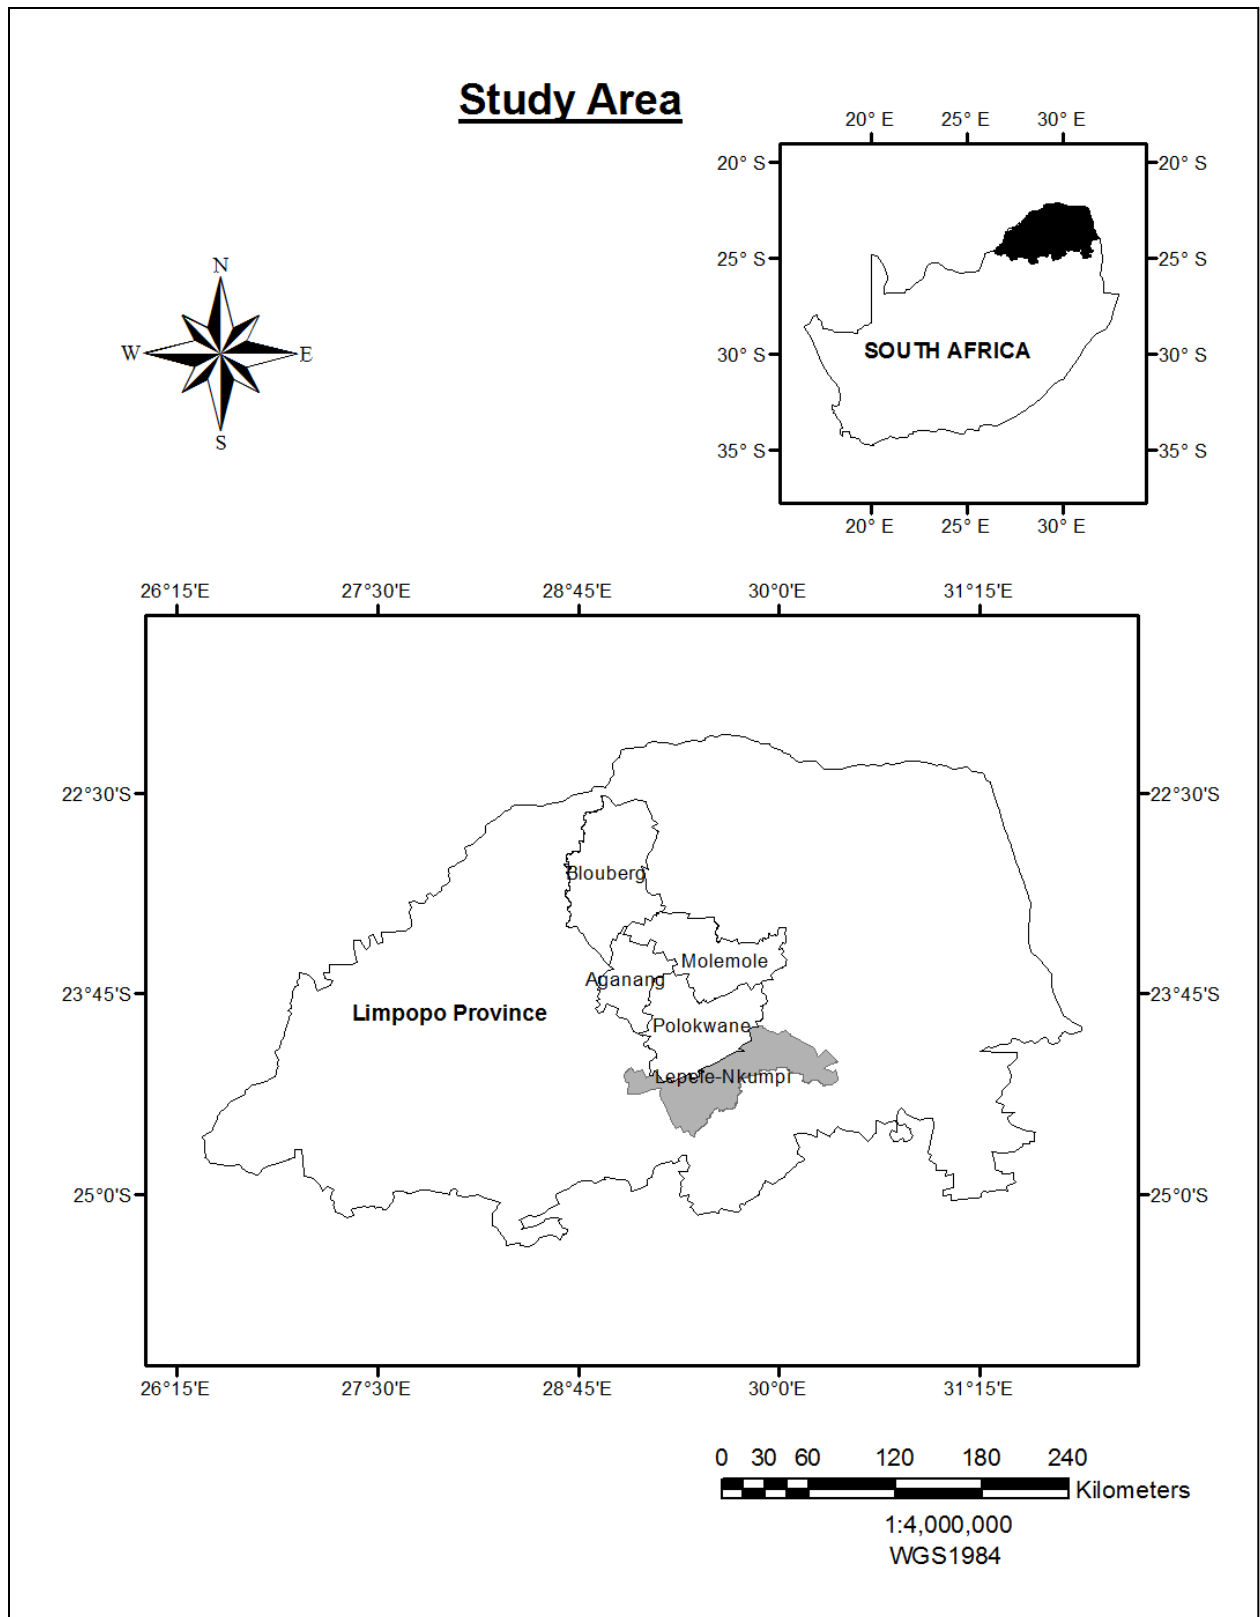 Study Area
20° E 25° E 30° E
20° S 20° S
25° S 25° S
30° S 30° S
35° S 35° S
SOUTH AFRICA
20° E 25° E 30° E
N
W E
S
26°15'E 27°30'E 28°45'E 30°0'E 31°15'E
22°30'S 22°30'S
Blouberg
Molemole
Aganang
23°45'S 23°45'S
Limpopo Province
Polokwane
Lepele-Nkumpi
25°0'S 25°0'S
26°15'E 27°30'E 28°45'E 30°0'E 31°15'E
0 30 60 120 180 240
Kilometers
1:4,000,000
WGS1984